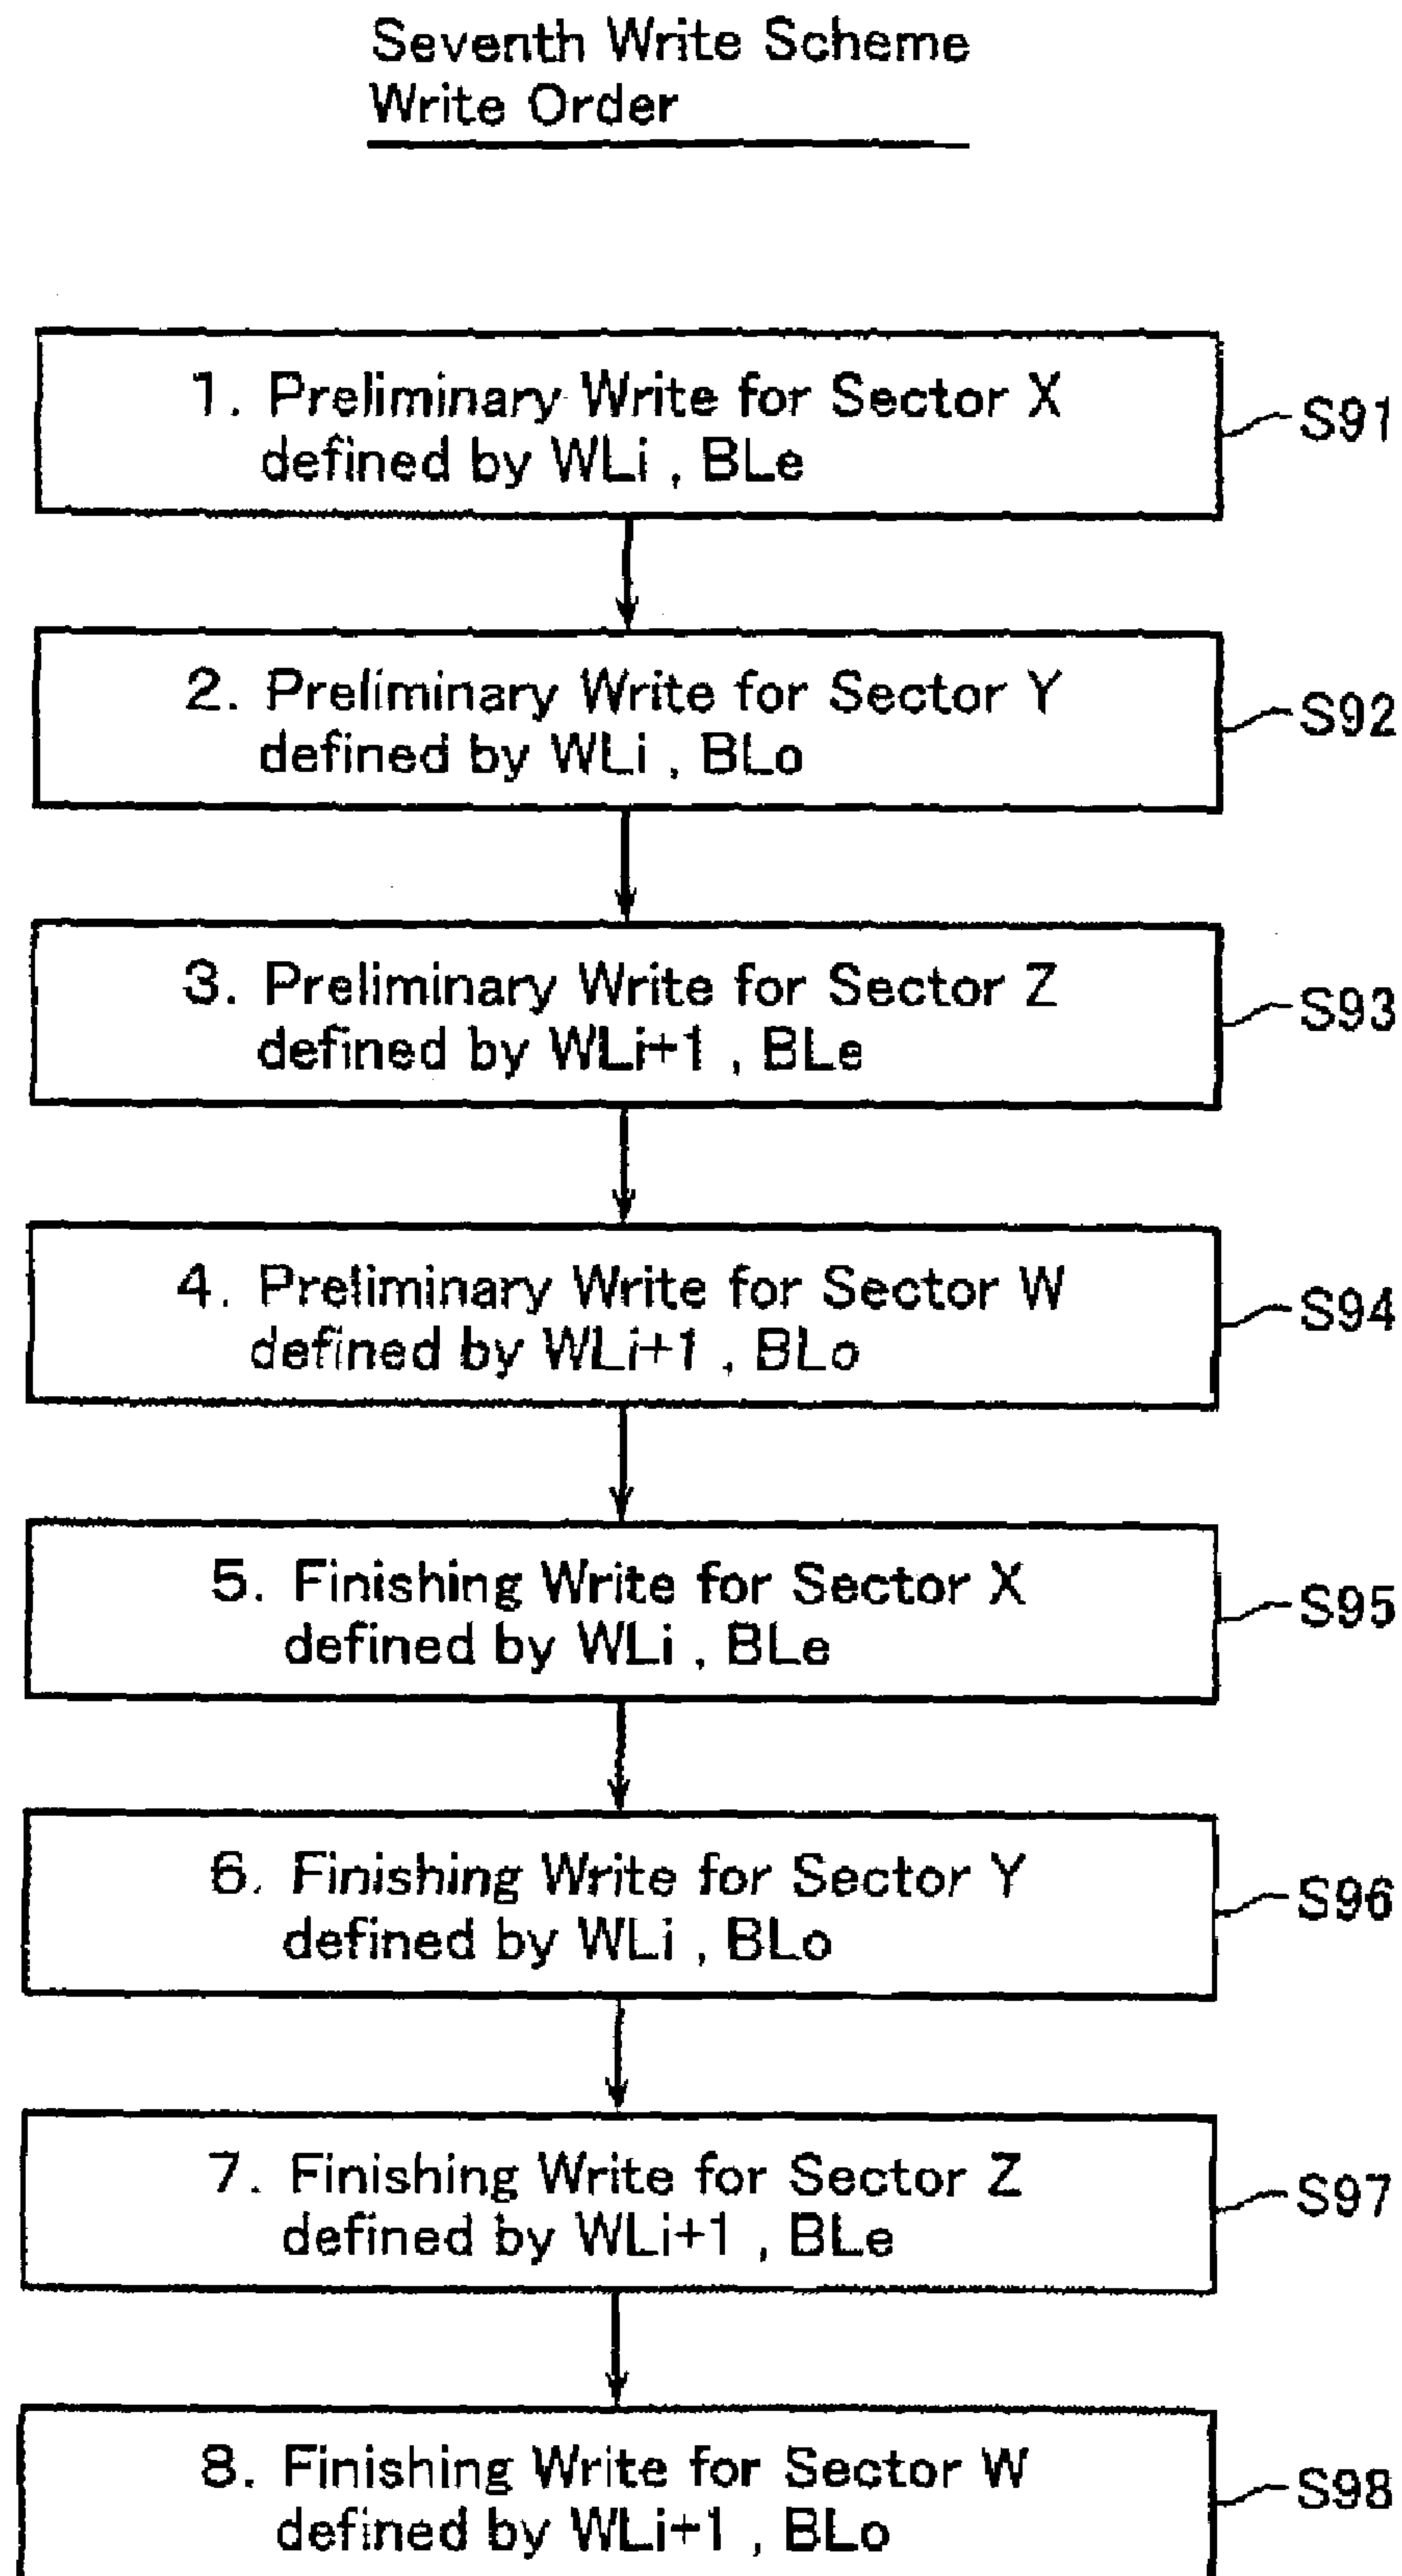 Seventh Write Scheme
Write Order
1. Preliminary Write for Sector X
defined by WLi , BLe
S91
2. Preliminary Write for Sector Y
defined by WLi , BLo
S92
3. Preliminary Write for Sector Z
defined by WLi+1 , BLe
S93
4. Preliminary Write for Sector W
defined by WLi+1 , BLo
S94
5. Finishing Write for Sector X
defined by WLi , BLe
S95
6. Finishing Write for Sector Y
defined by WLi , BLo
S96
7. Finishing Write for Sector Z
defined by WLi+1 , BLe
S97
8. Finishing Write for Sector W
defined by WLi+1 , BLo
S98